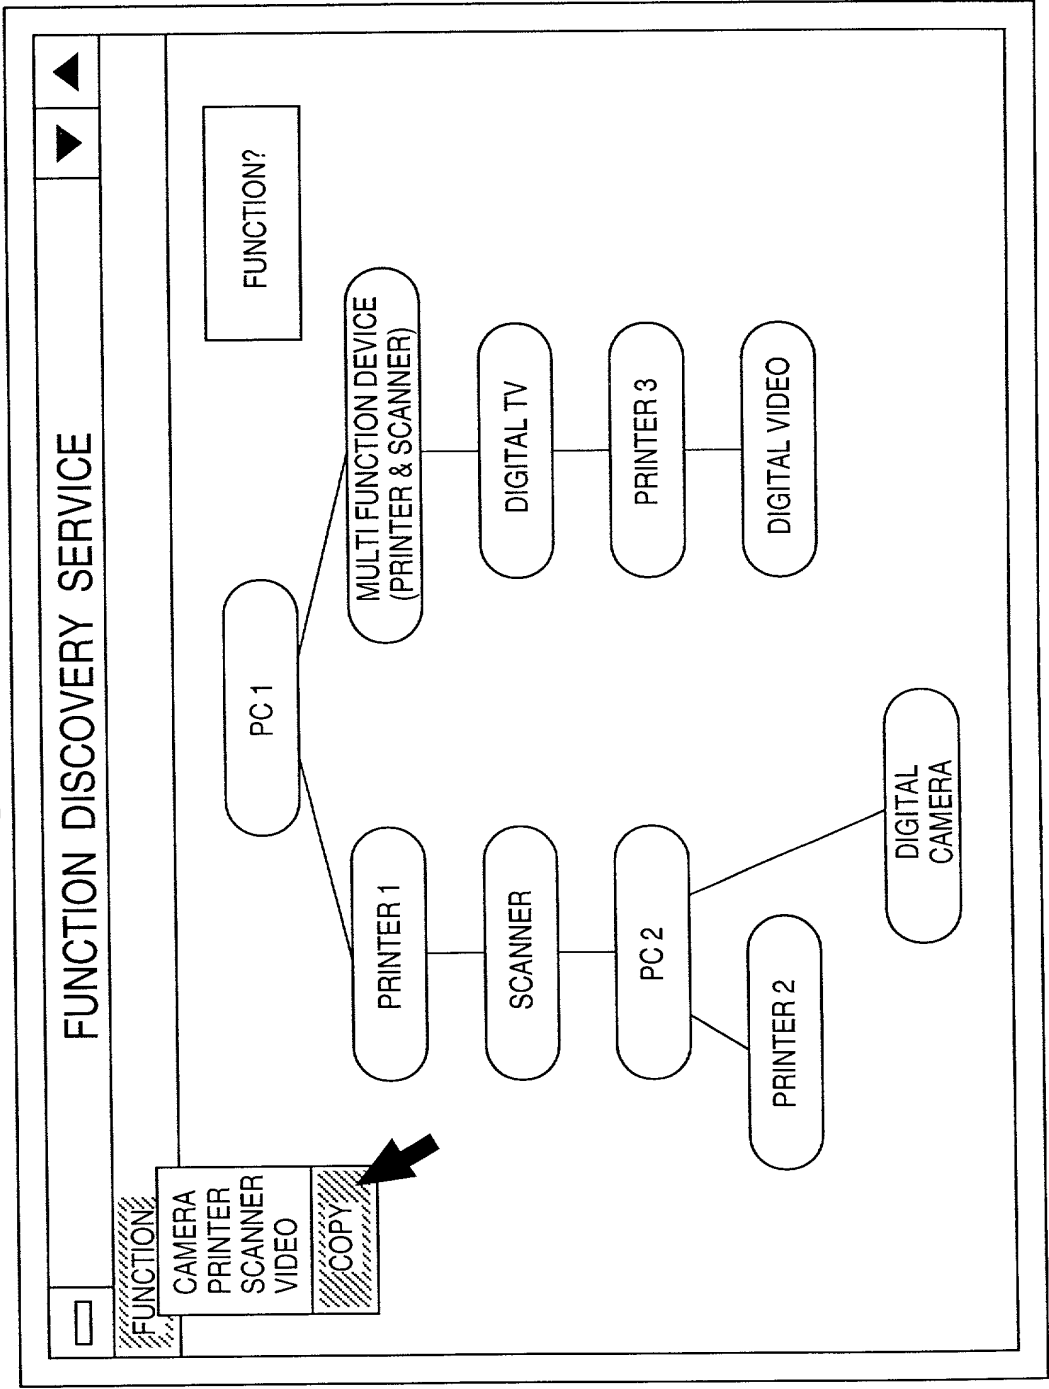 FUNCTION DISCOVERY SERVICE
FUNCTION
CAMERA
PRINTER
SCANNER
VIDEO
COPY
FUNCTION?
PC 1
PRINTER 1
MULTI FUNCTION DEVICE
(PRINTER & SCANNER)
SCANNER
DIGITAL TV
PC 2
PRINTER 3
PRINTER 2
DIGITAL VIDEO
DIGITAL
CAMERA